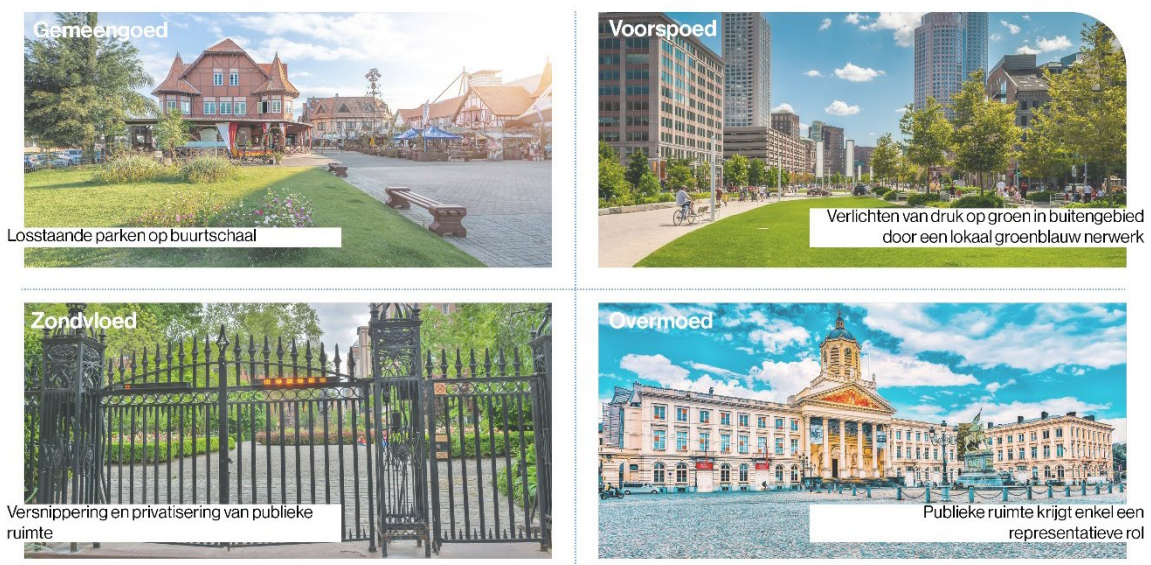 Gemeengoed
Losstaande parken op buurtschaal
Voorspoed
Verlichten van druk op groen in buitengebied
door een lokaal groenblauw nerwerk
Zondvloed
Versnippering en privatisering van publieke
ruimte
Overmoed
Publieke ruimte krijgt enkel een
representatieve rol